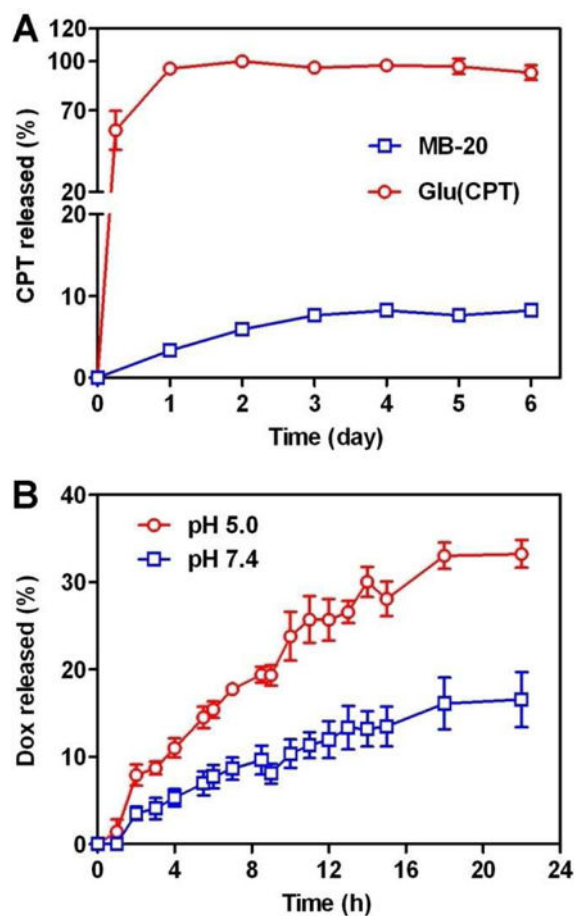 A
CPT released (%)
120
100
70
20
20
10
0
MB-20
Glu(CPT)
0 1 2 3 4 5 6
Time (day)
B
Dox released (%)
40
30
20
10
0
pH 5.0
pH 7.4
0 4 8 12 16 20 24
Time (h)